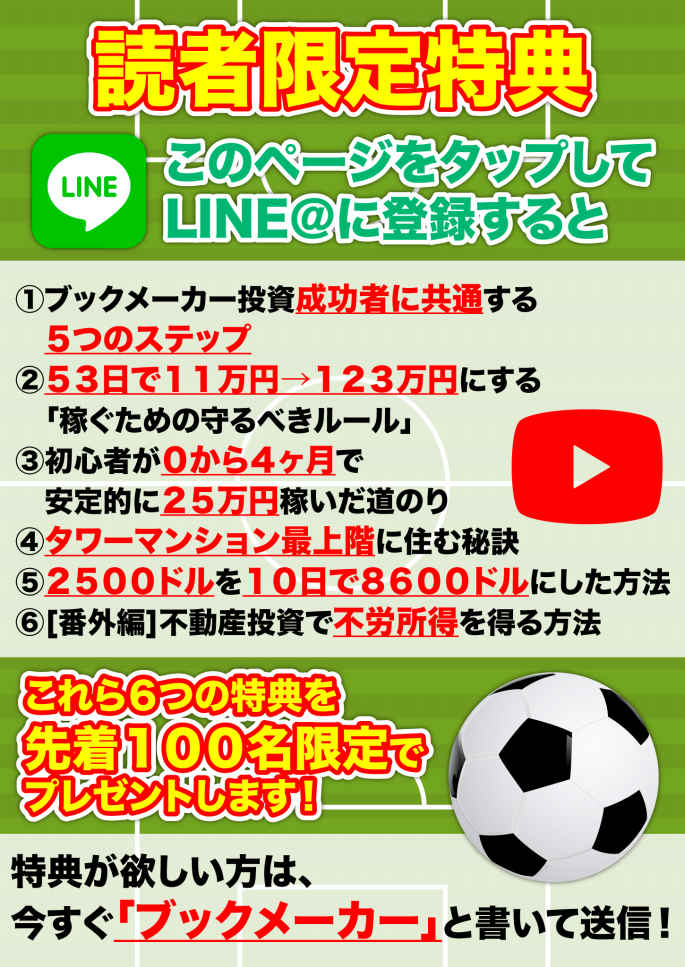 読者限定特典
LINE
このページをタップして
LINE@に登録すると
①ブックメーカー投資成功者に共通する
5つのステップ
②53日で11万円→123万円にする
「稼ぐための守るべきルール」
③初心者が0から4ヶ月で
安定的に25万円稼いだ道のり
④タワーマンション最上階に住む秘訣
⑤2500ドルを10日で8600ドルにした方法
⑥[番外編]不動産投資で不労所得を得る方法
これら6つの特典を
先着100名限定で
プレゼントします!
特典が欲しい方は、
今すぐ「ブックメーカー」と書いて送信!